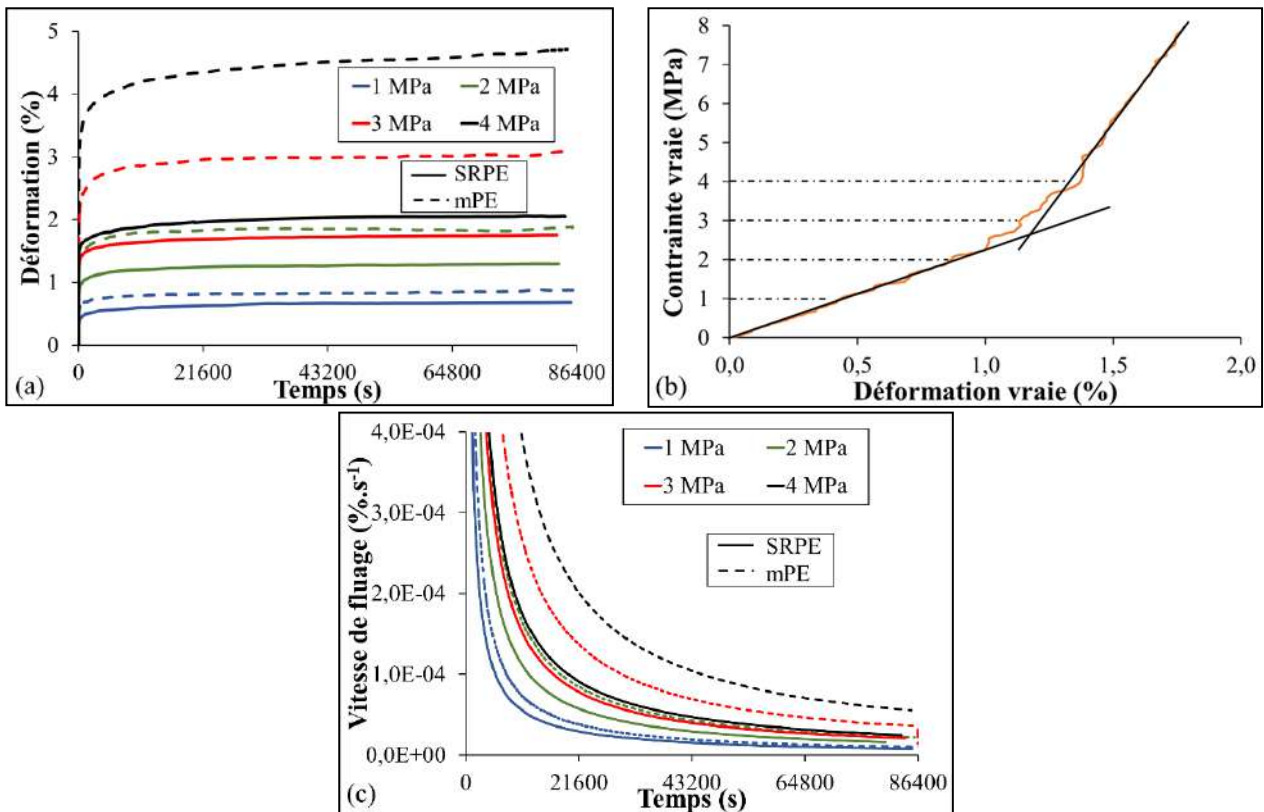 5
4
3
2
1
0
Déformation (%)
1 MPa
2 MPa
3 MPa
4 MPa
SRPE
mPE
0
21600
43200
64800
86400
Temps (s)
(a)
8
7
6
5
4
3
2
1
0
Contrainte vraie (MPa)
0,0
0,5
1,0
1,5
2,0
Déformation vraie (%)
(b)
4,0E-04
3,0E-04
2,0E-04
1,0E-04
0,0E+00
Vitesse de fluage (%.s⁻¹)
1 MPa
2 MPa
3 MPa
4 MPa
SRPE
mPE
0
21600
43200
64800
86400
Temps (s)
(c)